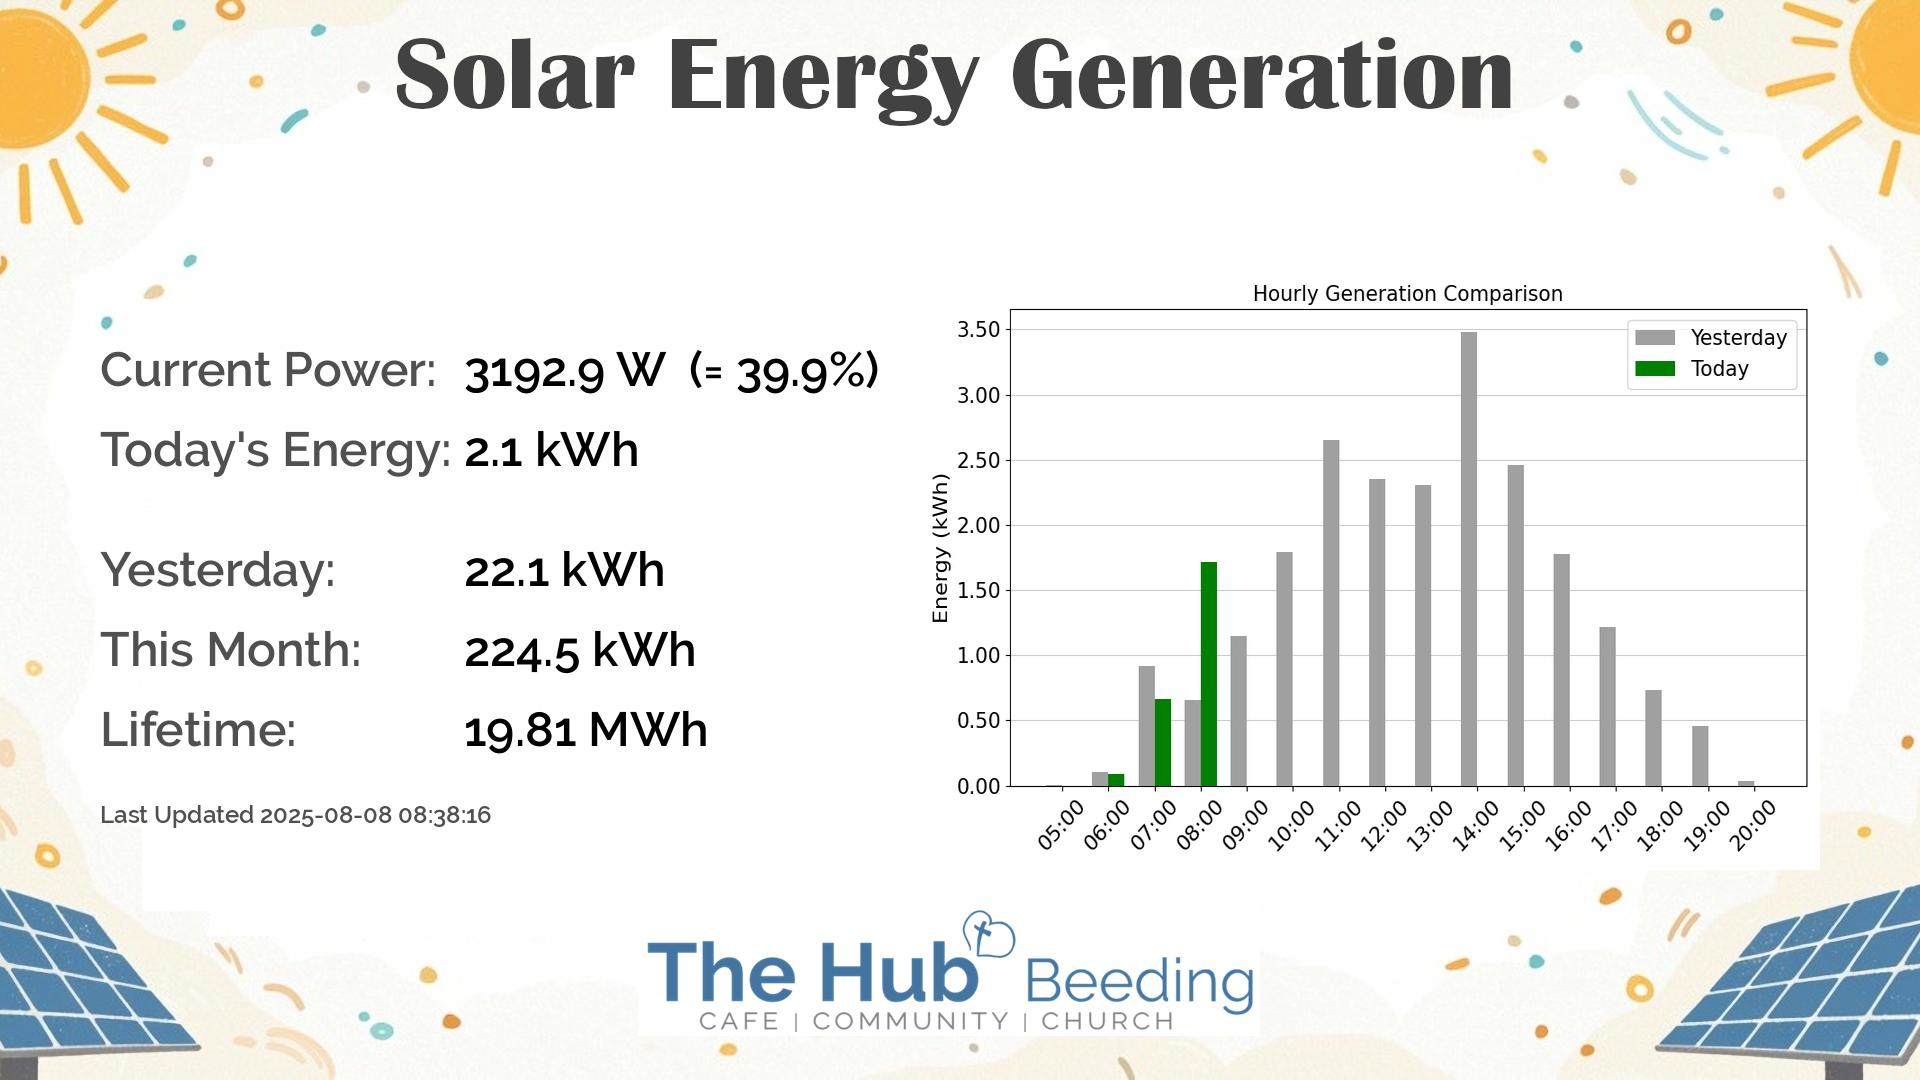 Solar Energy Generation
Current Power: 3192.9 W (= 39.9%)
Today's Energy: 2.1 kWh
Yesterday: 22.1 kWh
This Month: 224.5 kWh
Lifetime: 19.81 MWh
Last Updated 2025-08-08 08:38:16
Hourly Generation Comparison
Yesterday
Today
Energy (kWh)
3.50
3.00
2.50
2.00
1.50
1.00
0.50
0.00
05:00 06:00 07:00 08:00 09:00 10:00 11:00 12:00 13:00 14:00 15:00 16:00 17:00 18:00 19:00 20:00
The Hub Beeding
CAFE | COMMUNITY | CHURCH